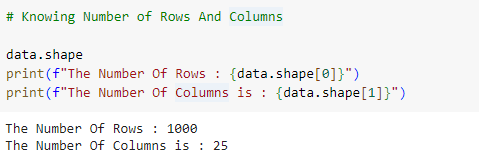 # Knowing Number of Rows And Columns
data.shape
print(f"The Number Of Rows : {data.shape[0]}")
print(f"The Number Of Columns is : {data.shape[1]}")
The Number Of Rows : 1000
The Number Of Columns is : 25